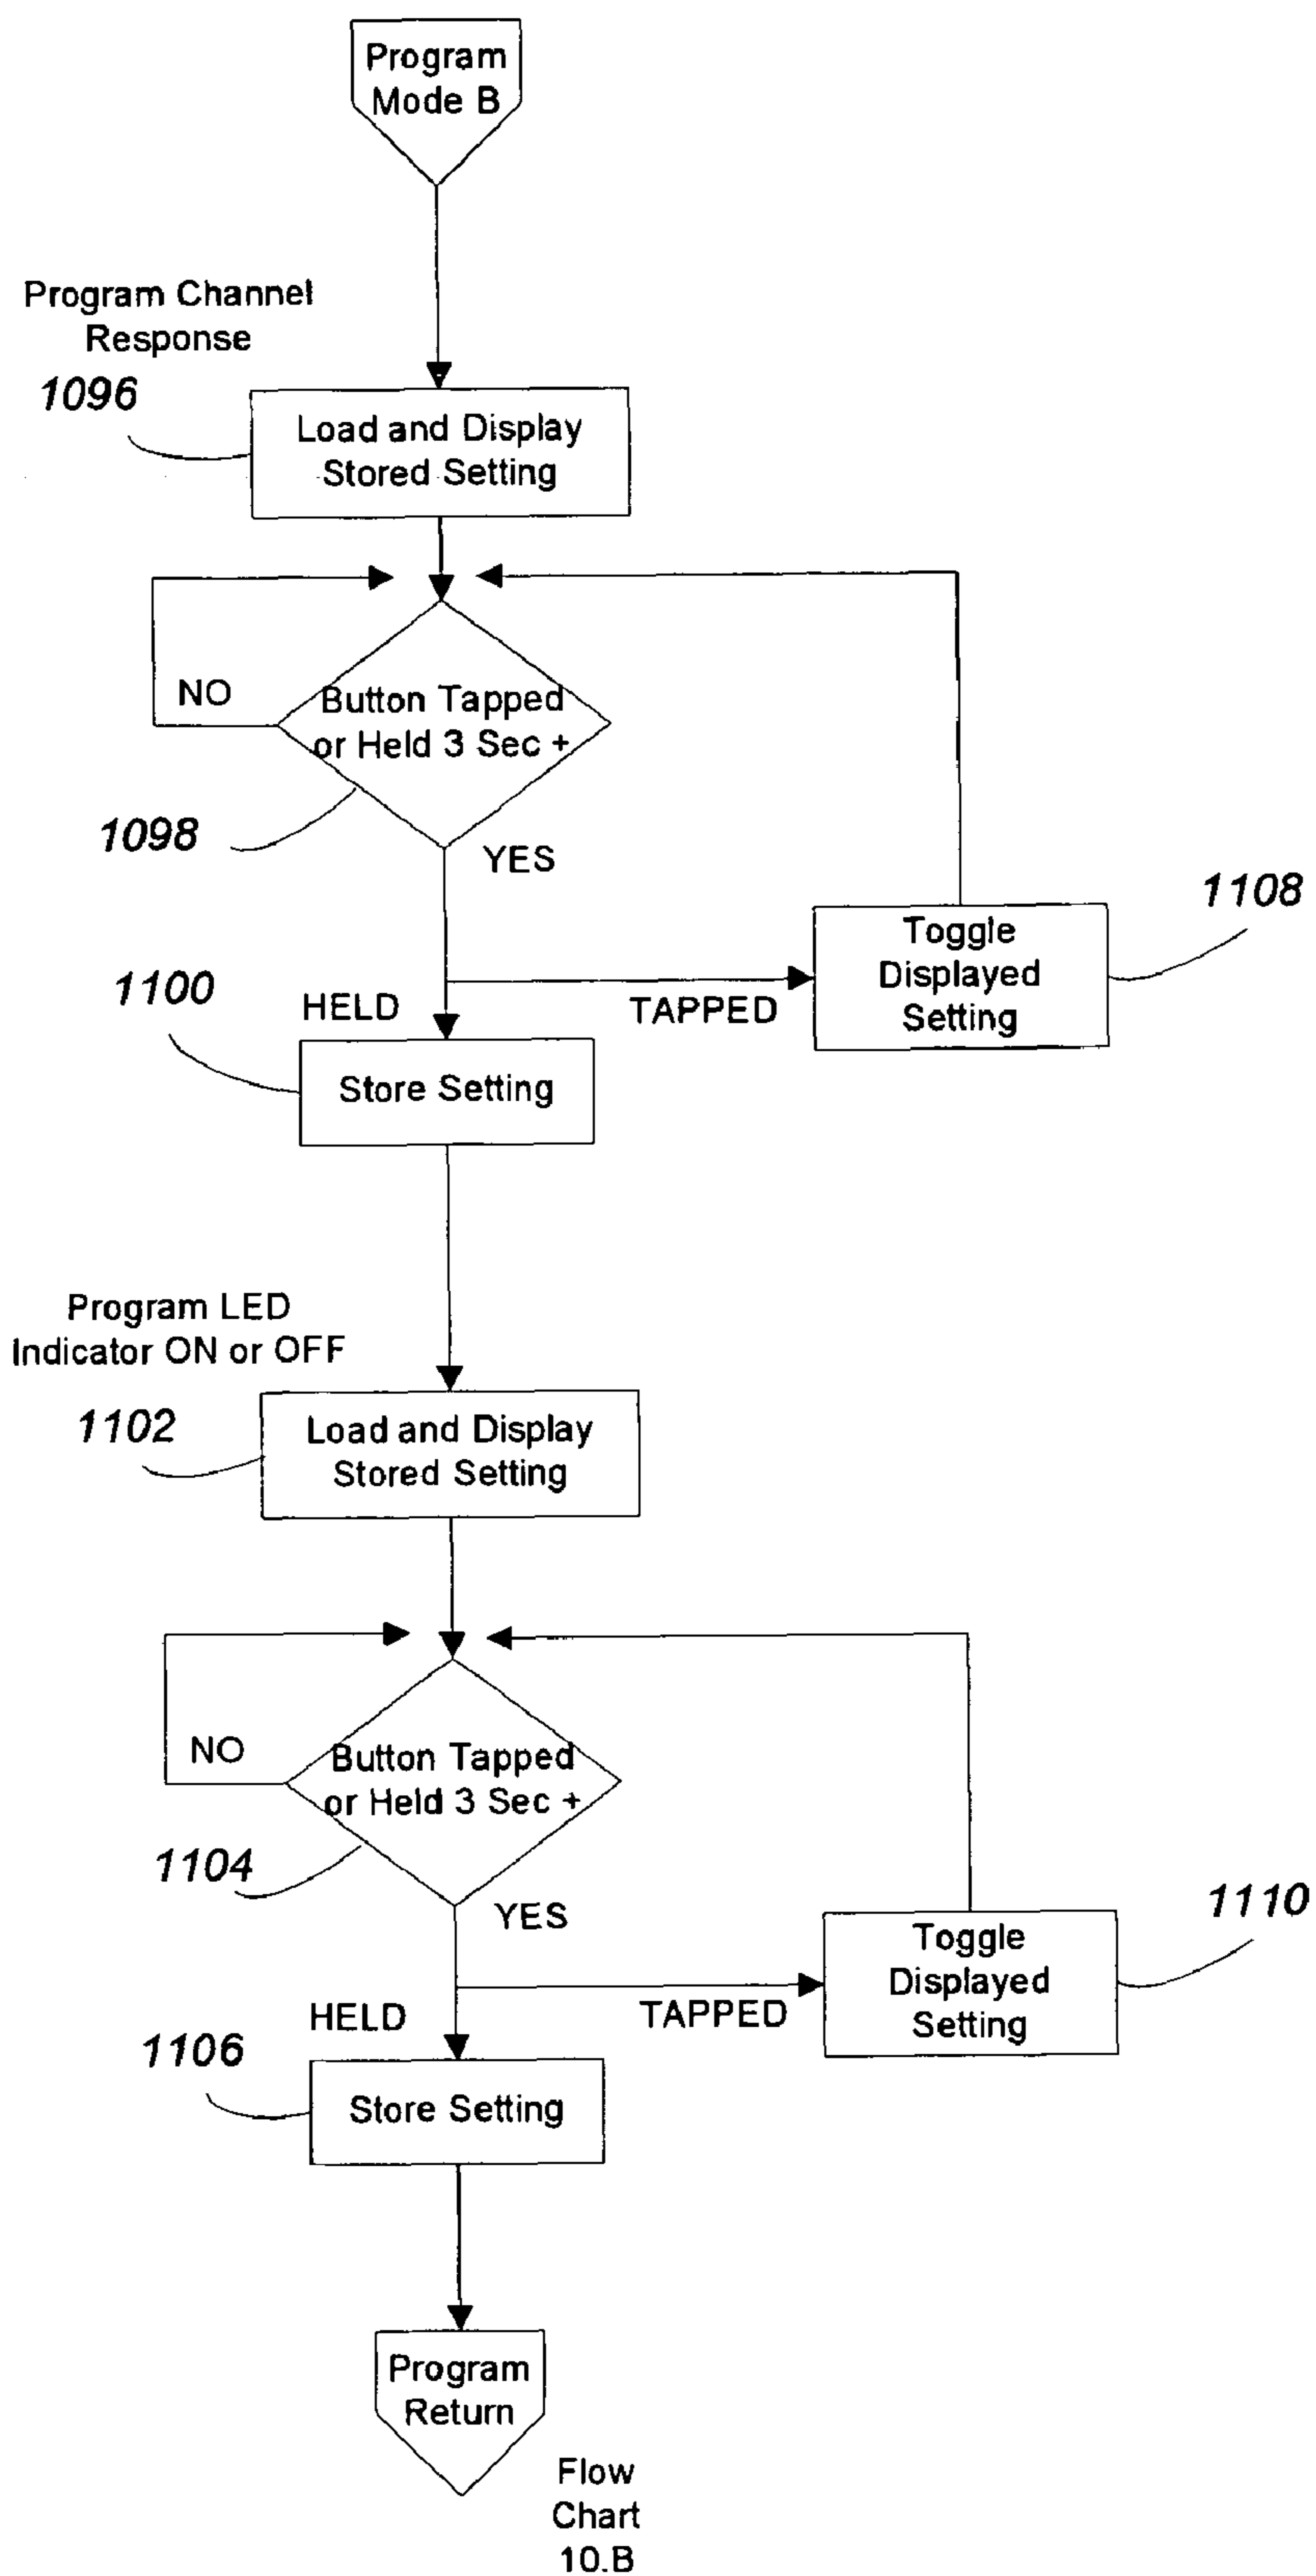 Program
Mode B
Program Channel
Response
1096
Load and Display
Stored Setting
NO
Button Tapped
or Held 3 Sec +
1098
YES
1108
Toggle
Displayed
Setting
1100
HELD
TAPPED
Store Setting
Program LED
Indicator ON or OFF
1102
Load and Display
Stored Setting
NO
Button Tapped
or Held 3 Sec +
1104
YES
1110
Toggle
Displayed
Setting
HELD
TAPPED
1106
Store Setting
Program
Return
Flow
Chart
10.B